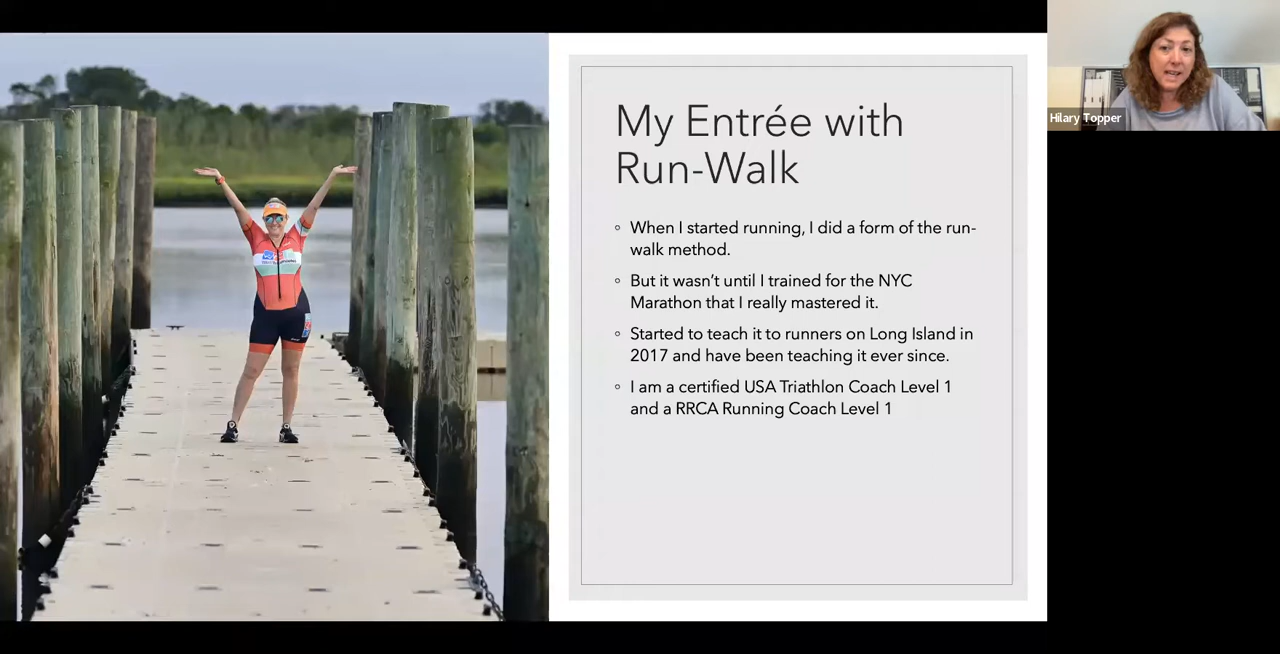 My Entrée with
Run-Walk
When I started running, I did a form of the run-
walk method.
But it wasn't until I trained for the NYC
Marathon that I really mastered it.
Started to teach it to runners on Long Island in
2017 and have been teaching it ever since.
I am a certified USA Triathlon Coach Level 1
and a RRCA Running Coach Level 1
Hilary Topper